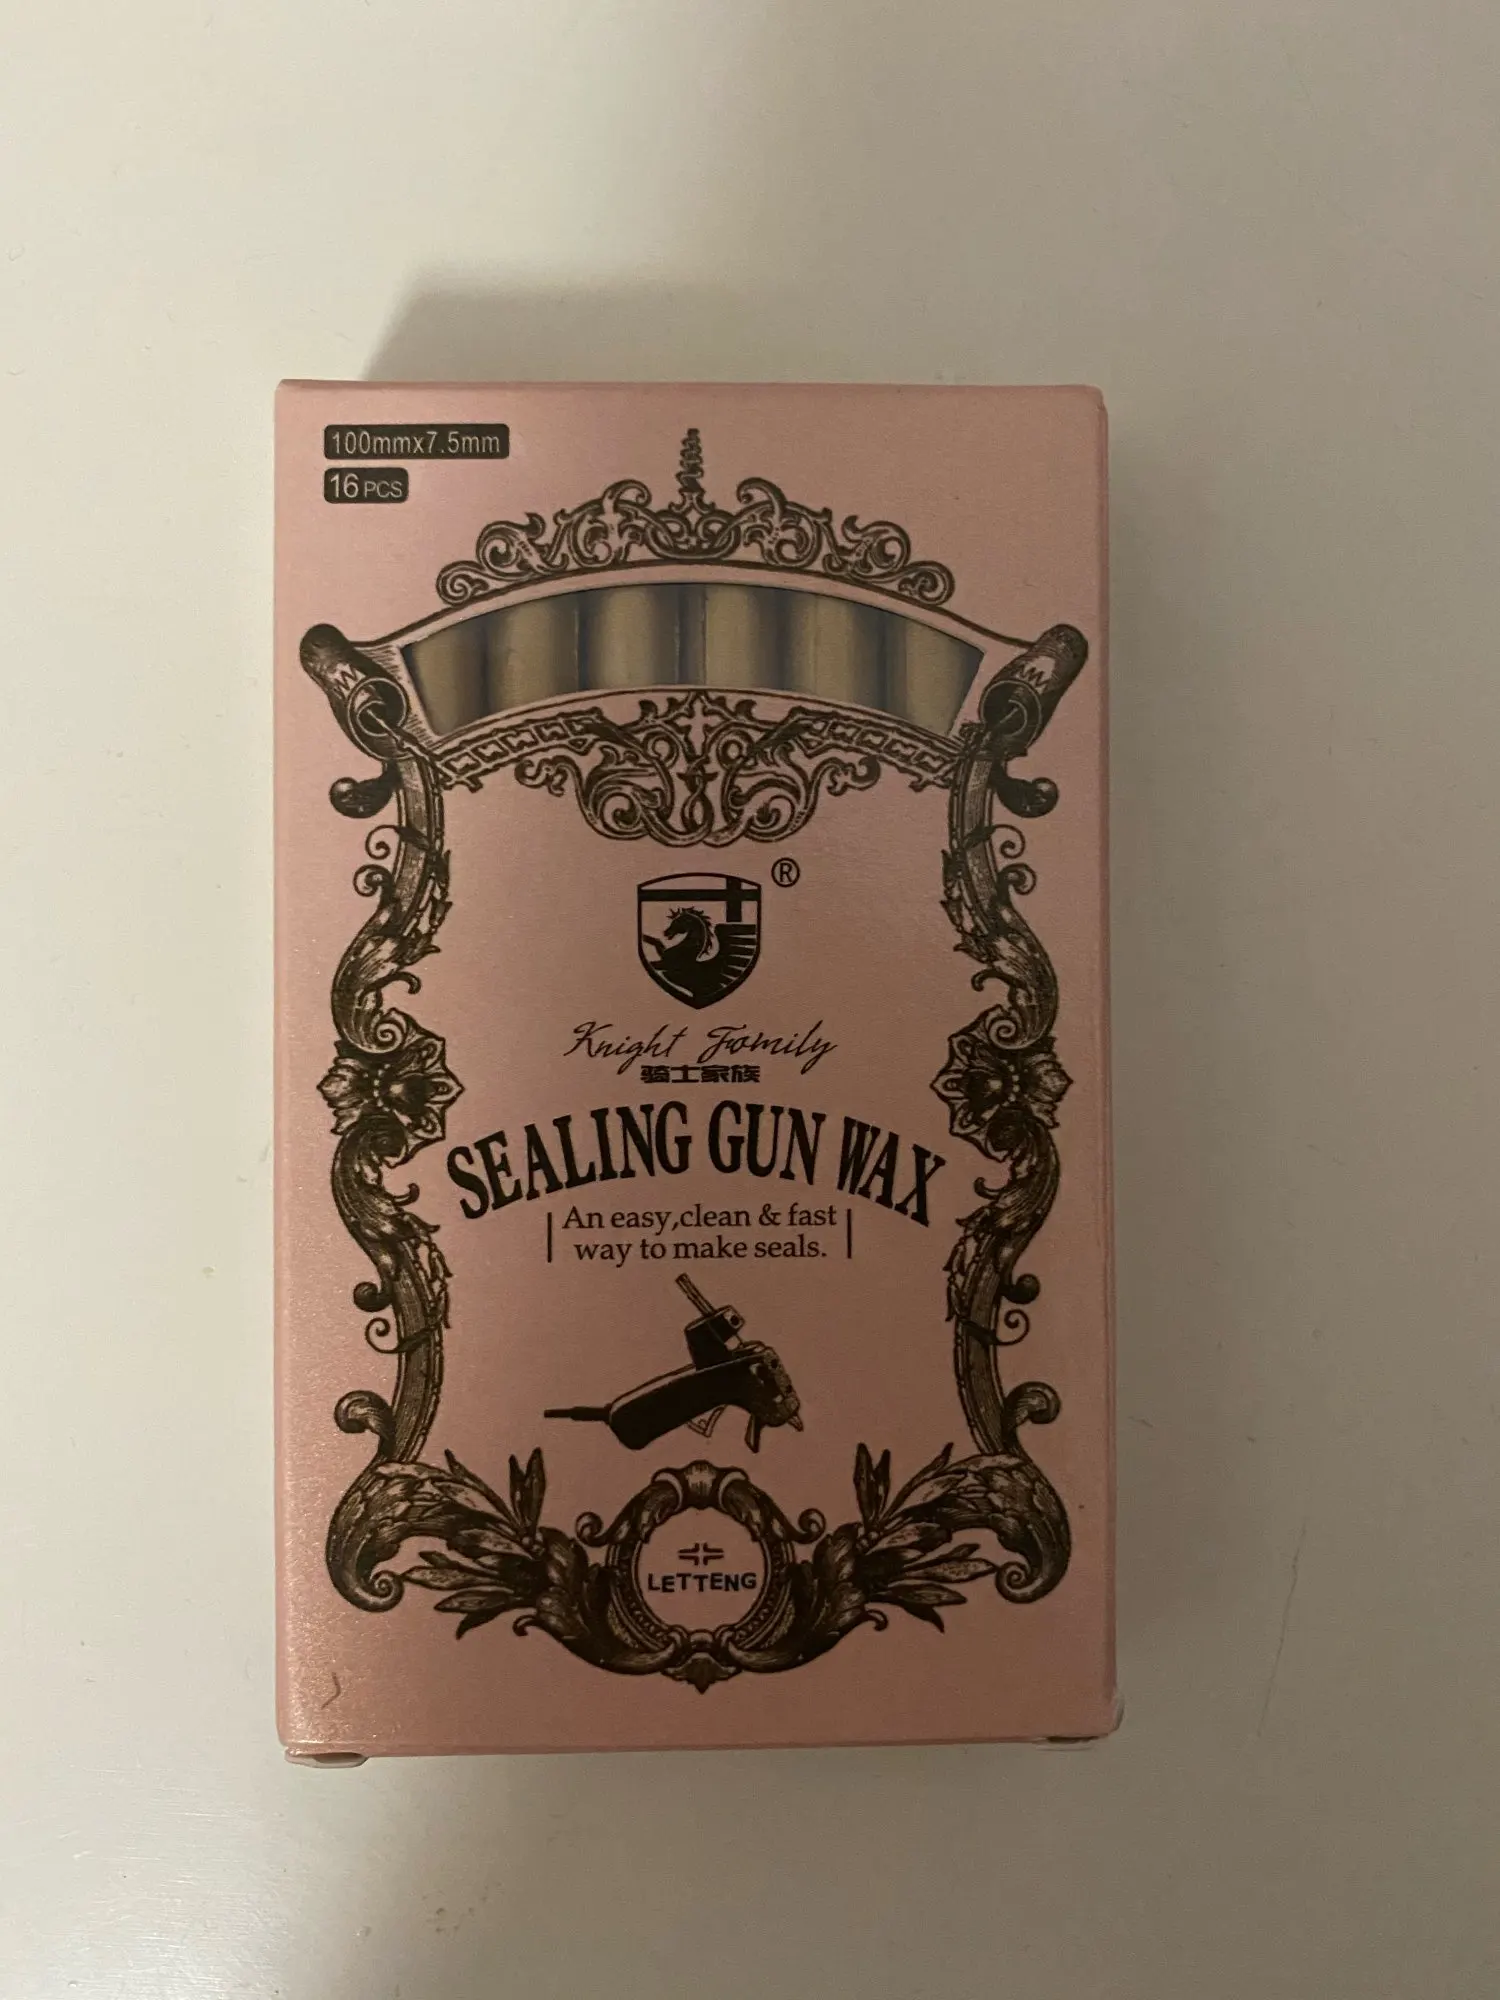 100mmx7.5mm
16 PCS
®
Knight Family
骑士家族
SEALING GUN WAX
An easy,clean & fast
way to make seals.
LETTENG